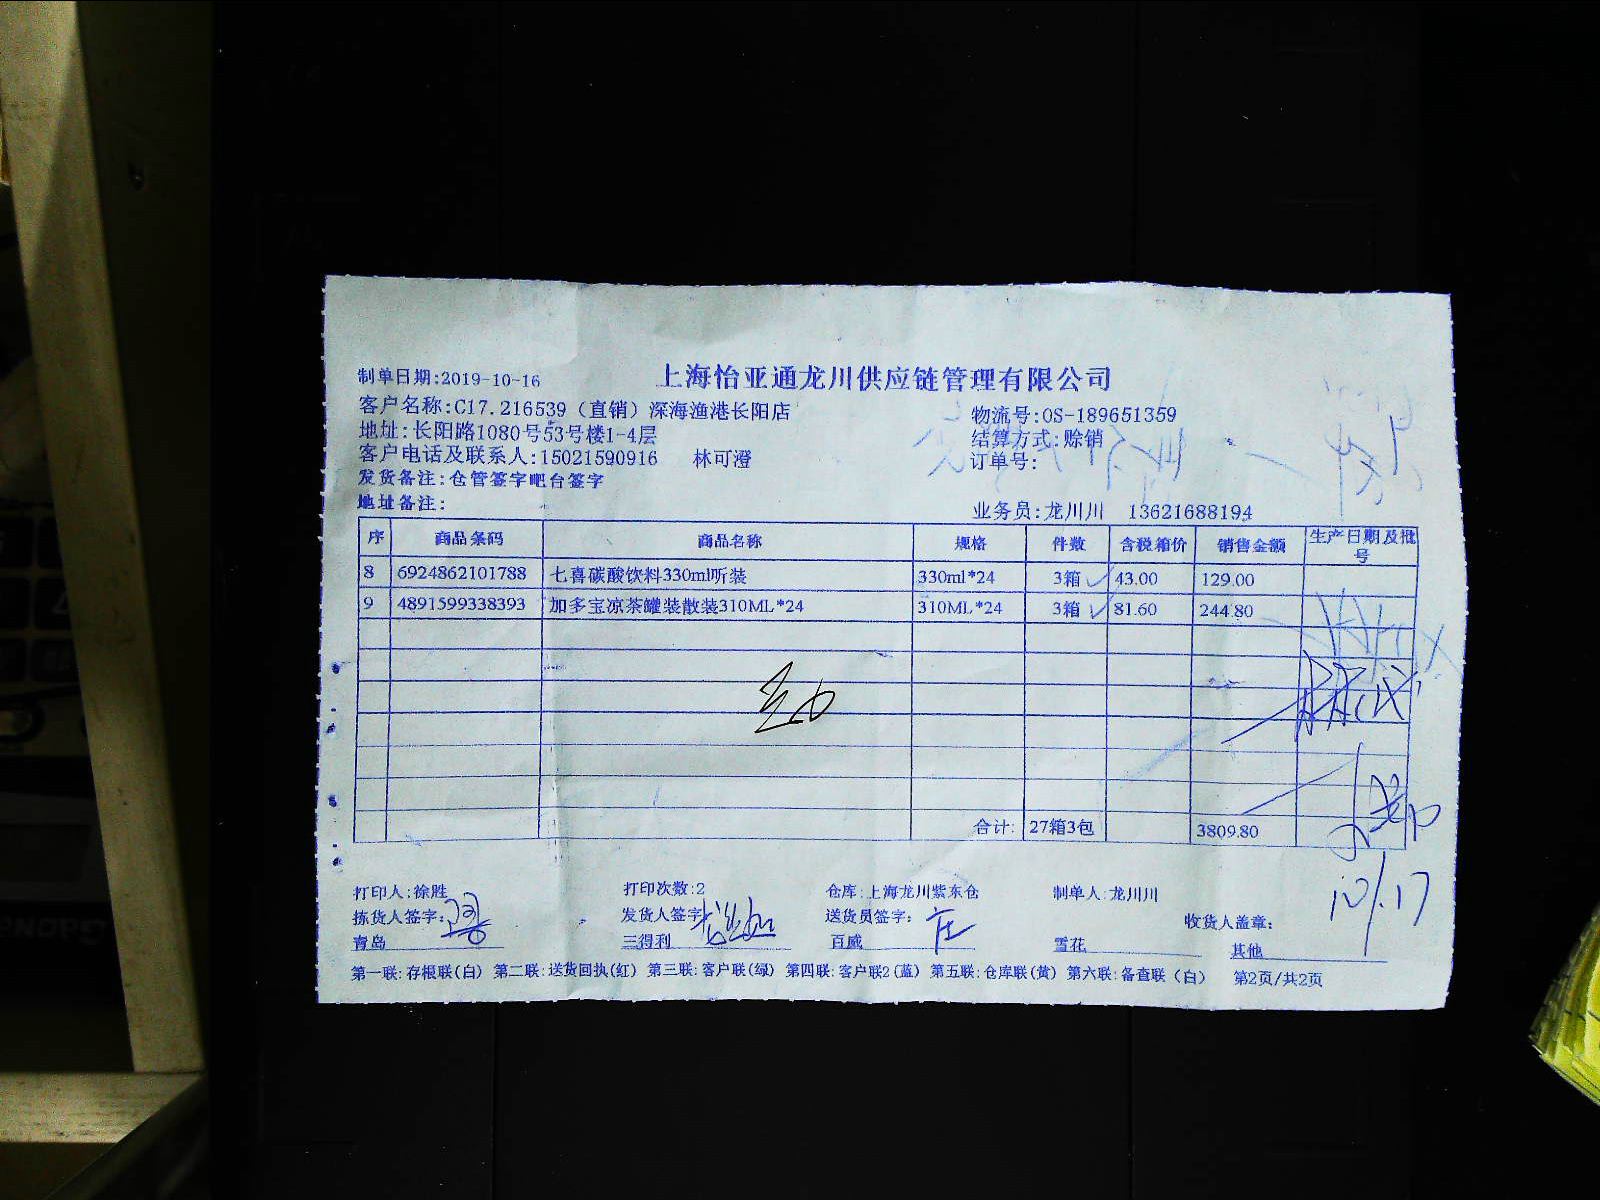 制单日期:2019-10-16 上海怡亚通龙川供应链管理有限公司
客户名称:C17.216539（直销）深海渔港长阳店 物流号:OS-189651359
地址:长阳路1080号53号楼1-4层 结算方式:赊销
客户电话及联系人:15021590916 林可澄 订单号:
发货备注:仓管签字吧台签字
地址备注: 业务员:龙川川 13621688194
序 商品条码 商品名称 规格 件数 含税箱价 销售金额 生产日期及批号
8 6924862101788 七喜碳酸饮料330ml听装 330ml*24 3箱 43.00 129.00
9 4891599338393 加多宝凉茶罐装散装310ML*24 310ML*24 3箱 81.60 244.80
合计: 27箱3包 3809.80
10/.17
打印人:徐胜 打印次数:2 仓库:上海龙川紫东仓 制单人:龙川川
拣货人签字: 发货人签字: 送货员签字: 庄 收货人盖章:
青岛 三得利 百威 雪花 其他
第一联:存根联(白) 第二联:送货回执(红) 第三联:客户联(绿) 第四联:客户联2(蓝) 第五联:仓库联(黄) 第六联:备查联(白) 第2页/共2页